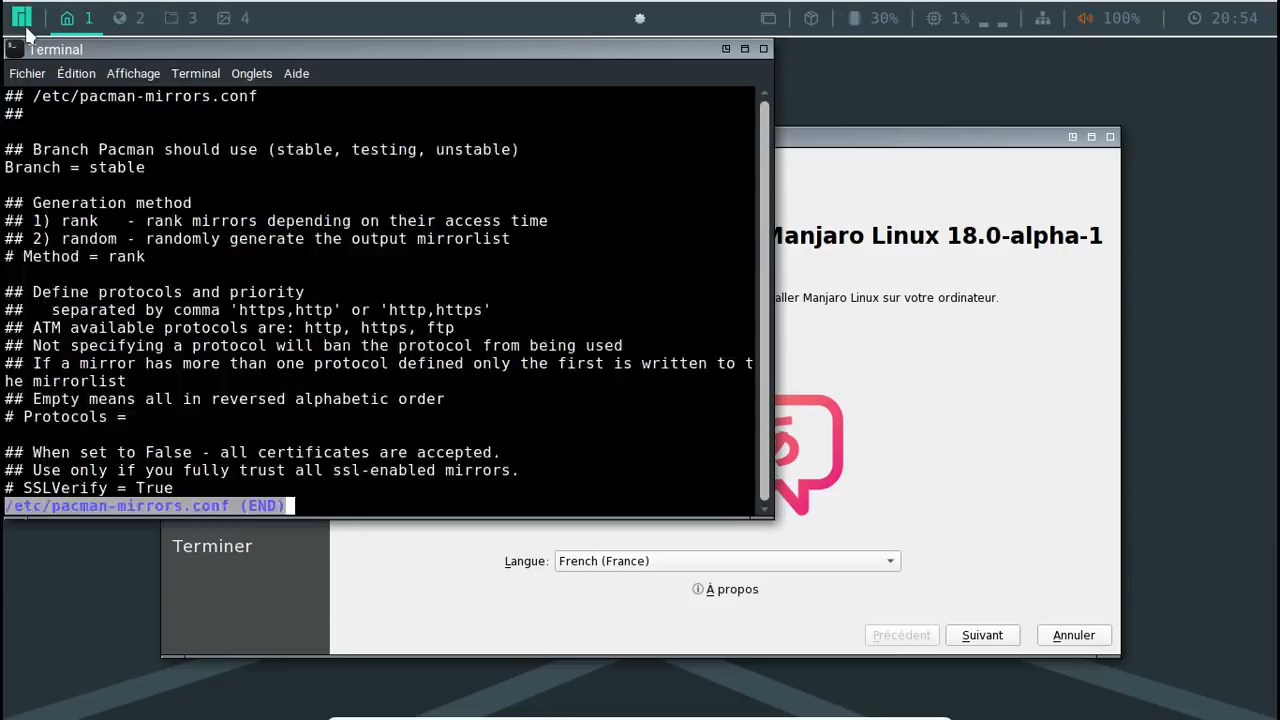 1
2
3
4
30%
1%
100%
20:54
Terminal
Fichier Édition Affichage Terminal Onglets Aide
## /etc/pacman-mirrors.conf
##
## Branch Pacman should use (stable, testing, unstable)
Branch = stable
## Generation method
## 1) rank   - rank mirrors depending on their access time
## 2) random - randomly generate the output mirrorlist
# Method = rank
## Define protocols and priority
##   separated by comma 'https,http' or 'http,https'
## ATM available protocols are: http, https, ftp
## Not specifying a protocol will ban the protocol from being used
## If a mirror has more than one protocol defined only the first is written to t
he mirrorlist
## Empty means all in reversed alphabetic order
# Protocols =
## When set to False - all certificates are accepted.
## Use only if you fully trust all ssl-enabled mirrors.
# SSLVerify = True
/etc/pacman-mirrors.conf (END)
Manjaro Linux 18.0-alpha-1
aller Manjaro Linux sur votre ordinateur.
Terminer
Langue: French (France)
À propos
Précédent Suivant Annuler